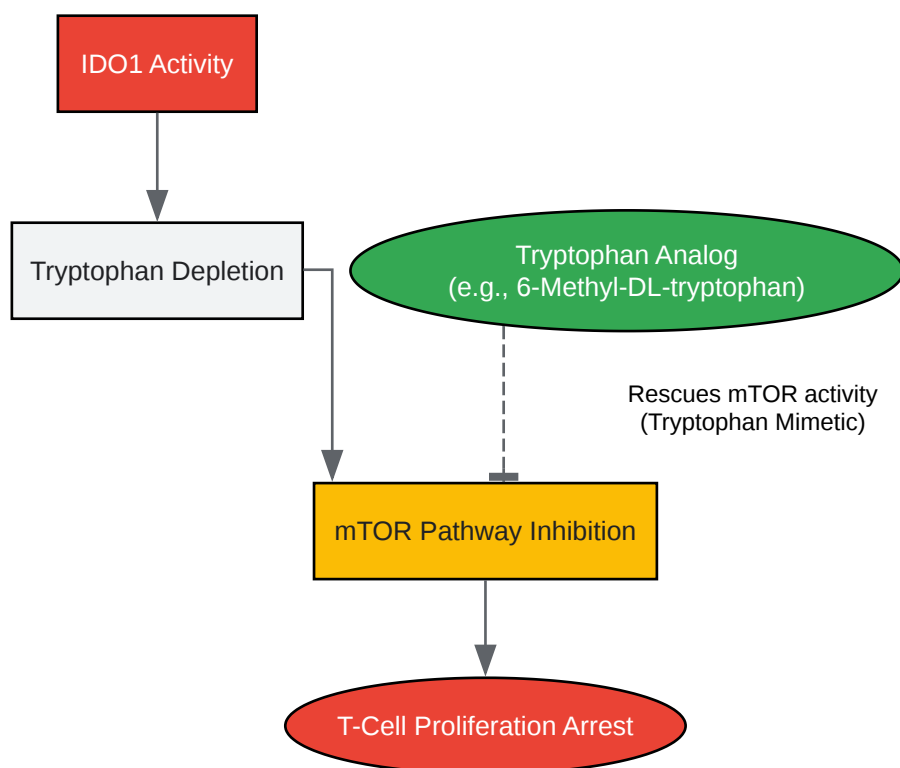 IDO1 Activity
Tryptophan Depletion
Tryptophan Analog
(e.g., 6-Methyl-DL-tryptophan)
Rescues mTOR activity
(Tryptophan Mimetic)
mTOR Pathway Inhibition
T-Cell Proliferation Arrest